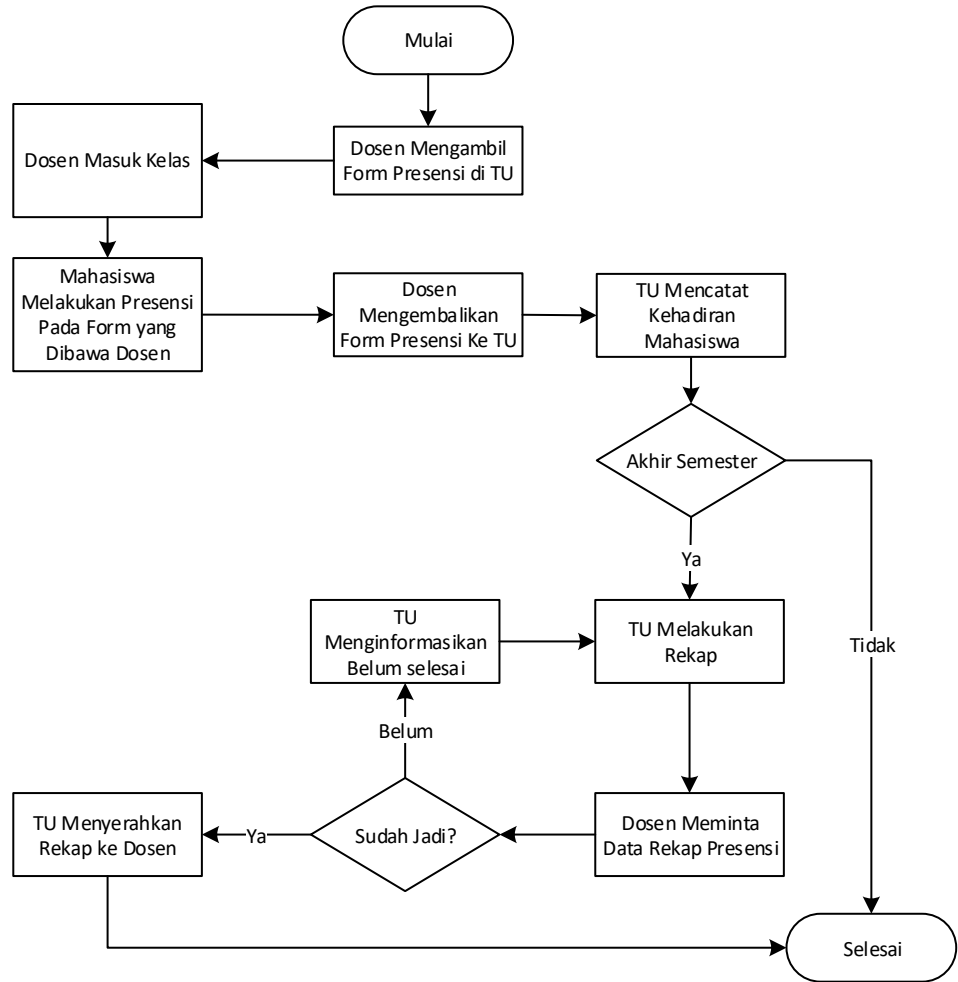 Mulai
Dosen Mengambil
Form Presensi di TU
Dosen Masuk Kelas
Mahasiswa
Melakukan Presensi
Pada Form yang
Dibawa Dosen
Dosen
Mengembalikan
Form Presensi Ke TU
TU Mencatat
Kehadiran
Mahasiswa
Akhir Semester
Ya
Tidak
TU Melakukan
Rekap
TU
Menginformasikan
Belum selesai
Belum
Dosen Meminta
Data Rekap Presensi
Sudah Jadi?
Ya
TU Menyerahkan
Rekap ke Dosen
Selesai